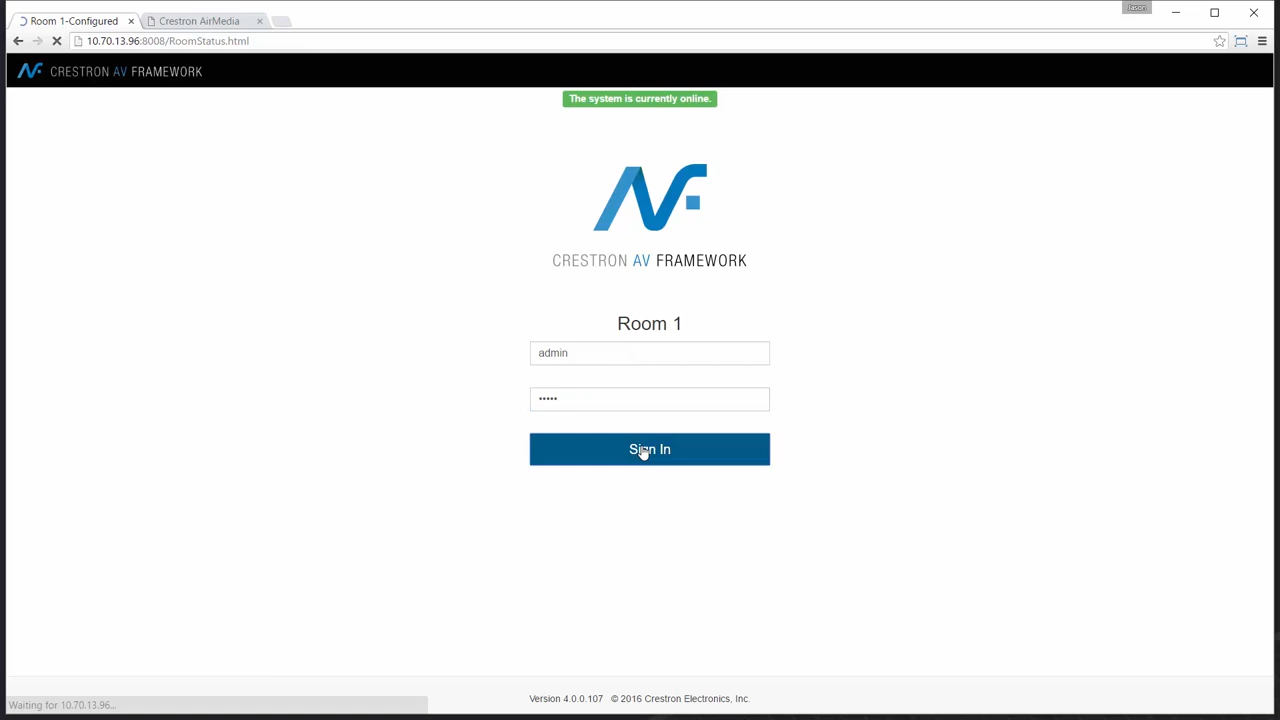 Jason
Room 1-Configured
Crestron AirMedia
10.70.13.96:8008/RoomStatus.html
CRESTRON AV FRAMEWORK
The system is currently online.
CRESTRON AV FRAMEWORK
Room 1
admin
•••••
Sign In
Version 4.0.0.107 © 2016 Crestron Electronics, Inc.
Waiting for 10.70.13.96...